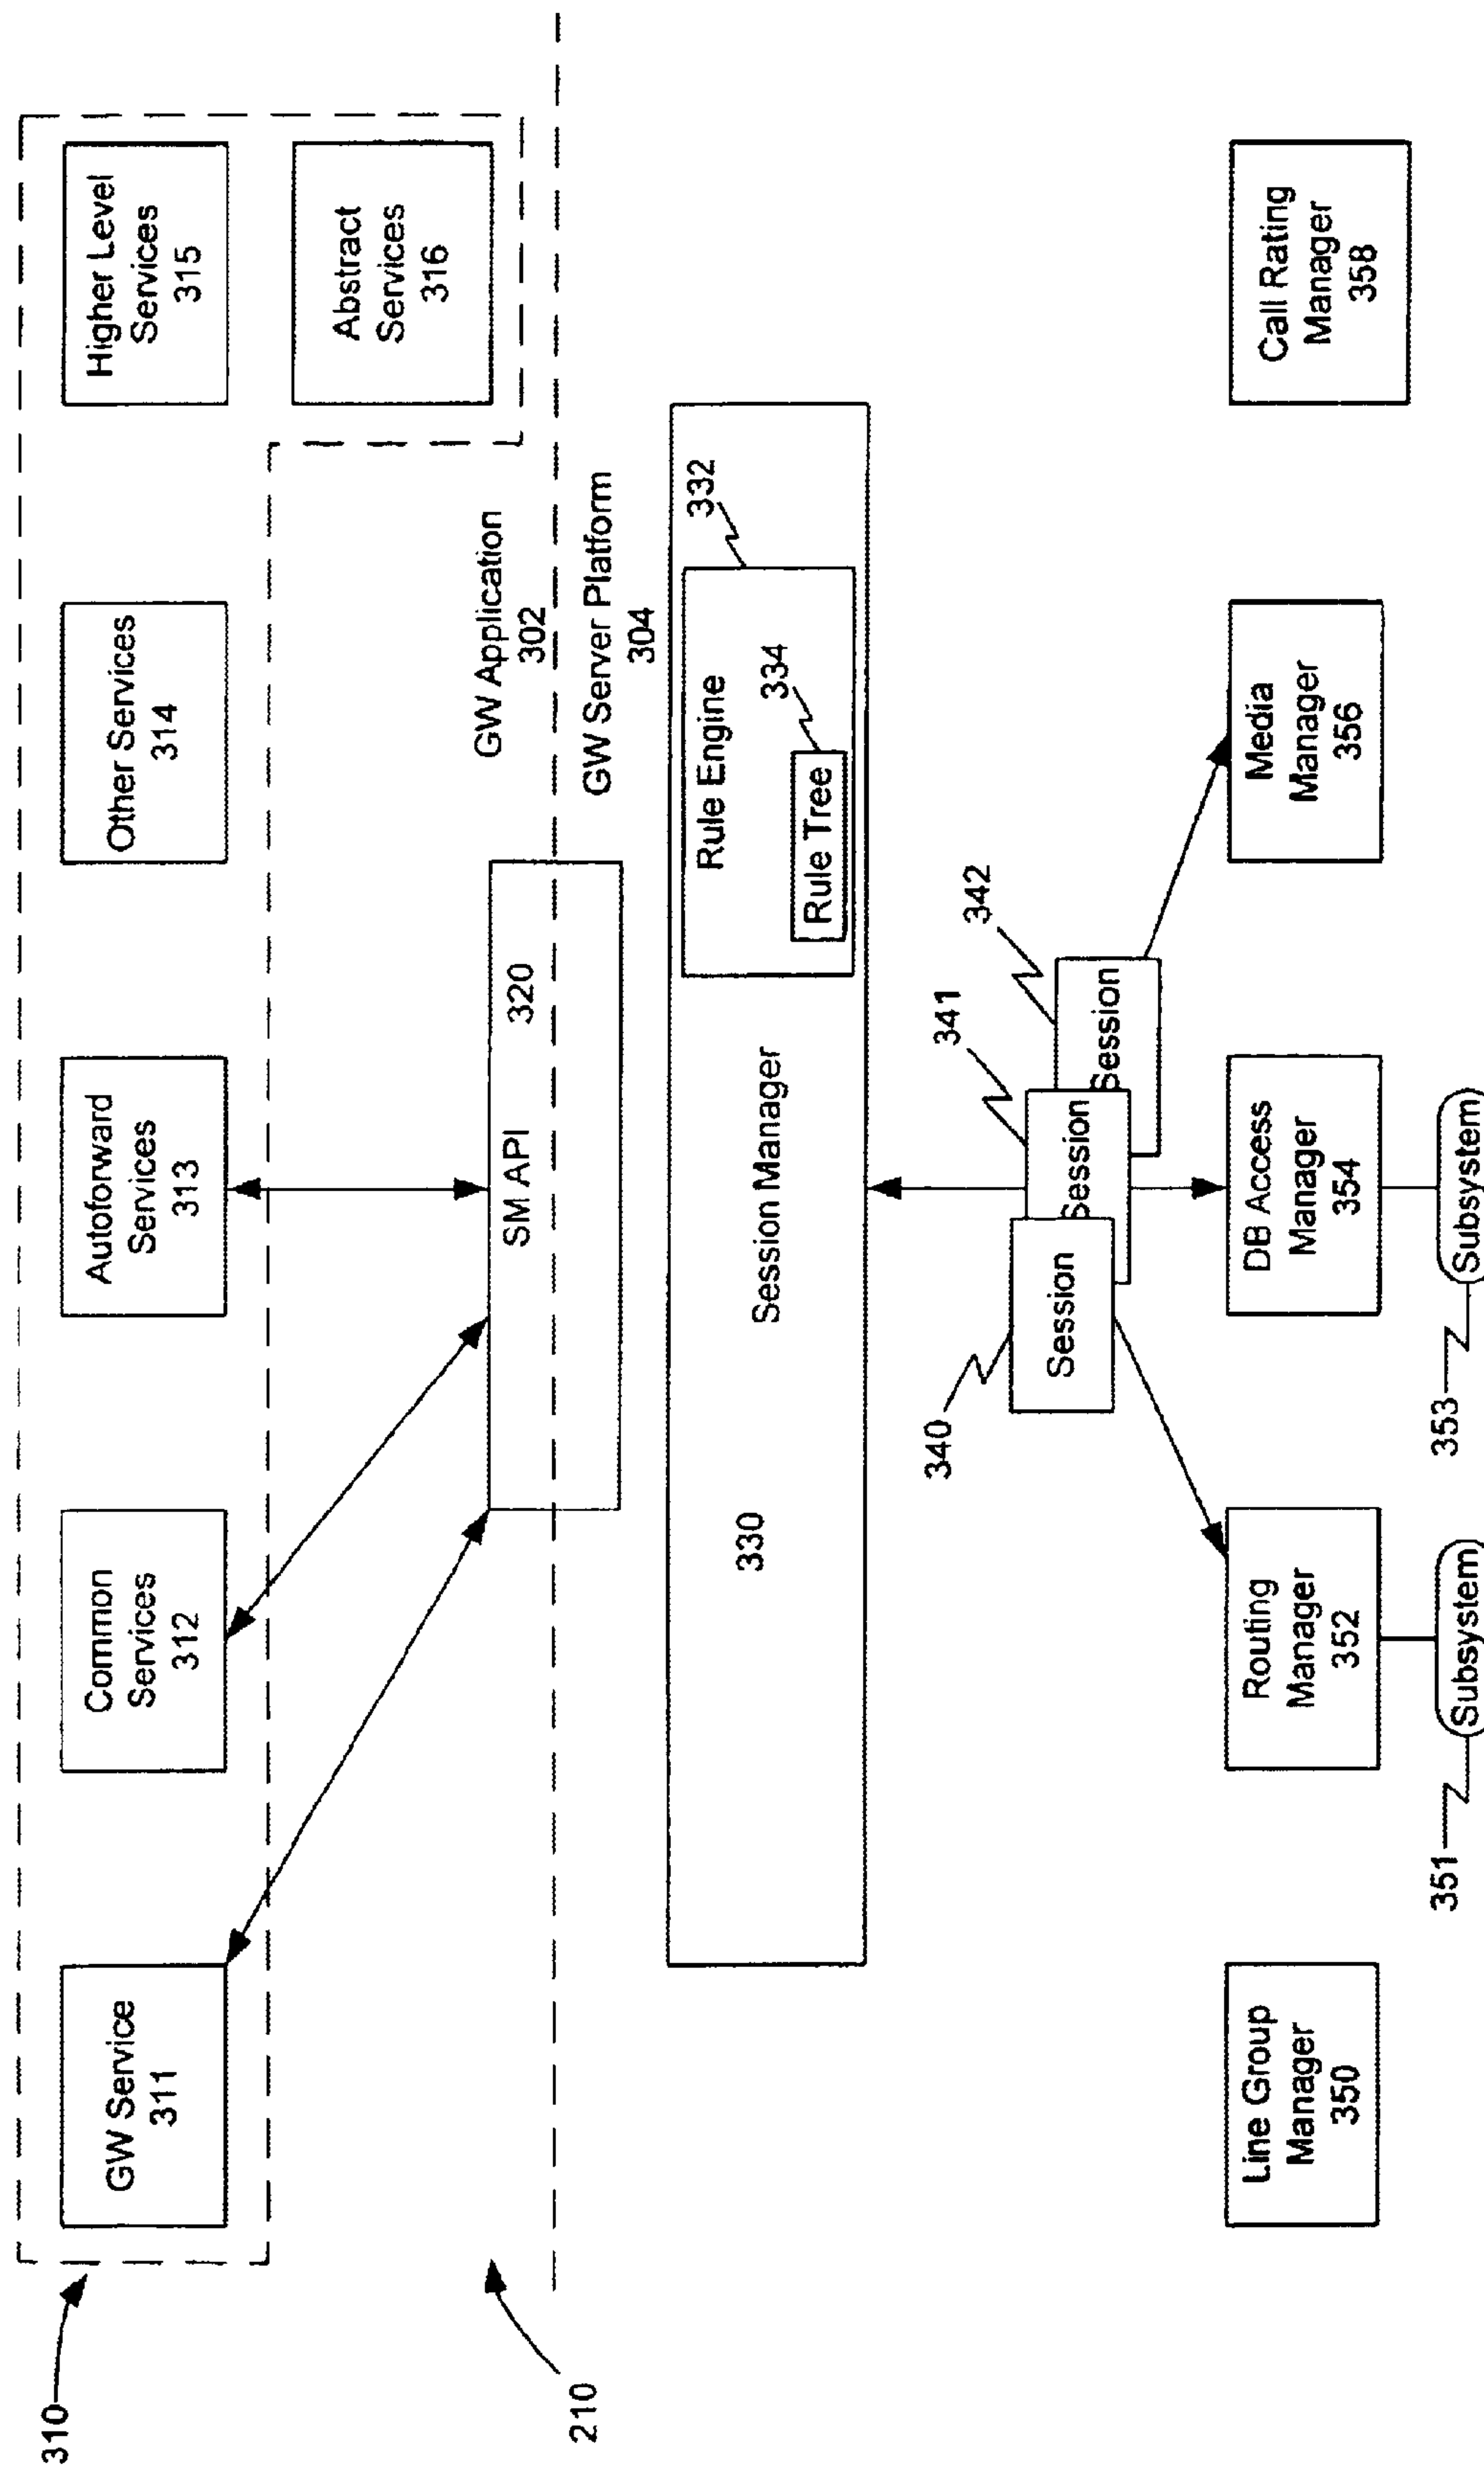 310
GW Service
311
Common
Services
312
Autoforward
Services
313
Other Services
314
Higher Level
Services
315
Abstract
Services
316
210
GW Application
302
GW Server Platform
304
SM API
320
Session Manager
330
Rule Engine
332
Rule Tree
334
340
Session
341
Session
342
Session
Line Group
Manager
350
Routing
Manager
352
DB Access
Manager
354
Media
Manager
356
Call Rating
Manager
358
351
Subsystem
353
Subsystem